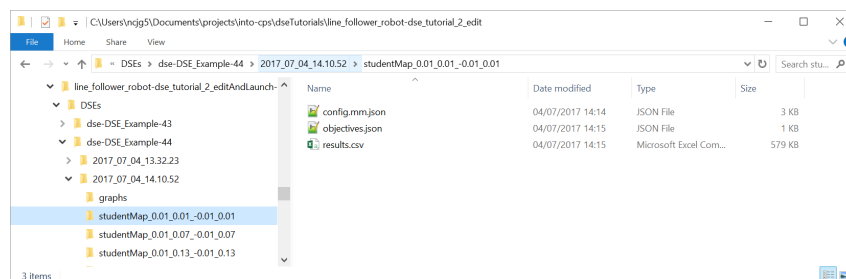 C:\Users\ncjg5\Documents\projects\into-cps\dseTutorials\line_follower_robot-dse_tutorial_2_edit
File Home Share View
« DSEs > dse-DSE_Example-44 > 2017_07_04_14.10.52 > studentMap_0.01_0.01_-0.01_0.01 Search stu...
line_follower_robot-dse_tutorial_2_editAndLaunch-
DSEs
dse-DSE_Example-43
dse-DSE_Example-44
2017_07_04_13.32.23
2017_07_04_14.10.52
graphs
studentMap_0.01_0.01_-0.01_0.01
studentMap_0.01_0.07_-0.01_0.07
studentMap_0.01_0.13_-0.01_0.13
Name Date modified Type Size
config.mm.json 04/07/2017 14:14 JSON File 3 KB
objectives.json 04/07/2017 14:15 JSON File 1 KB
results.csv 04/07/2017 14:15 Microsoft Excel Com... 579 KB
3 items